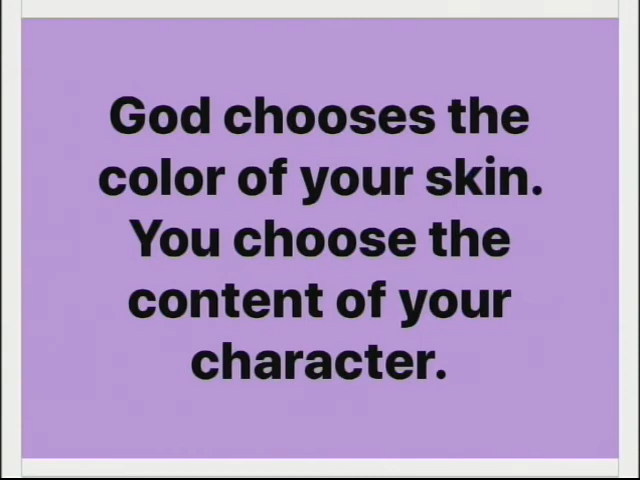 God chooses the
color of your skin.
You choose the
content of your
character.